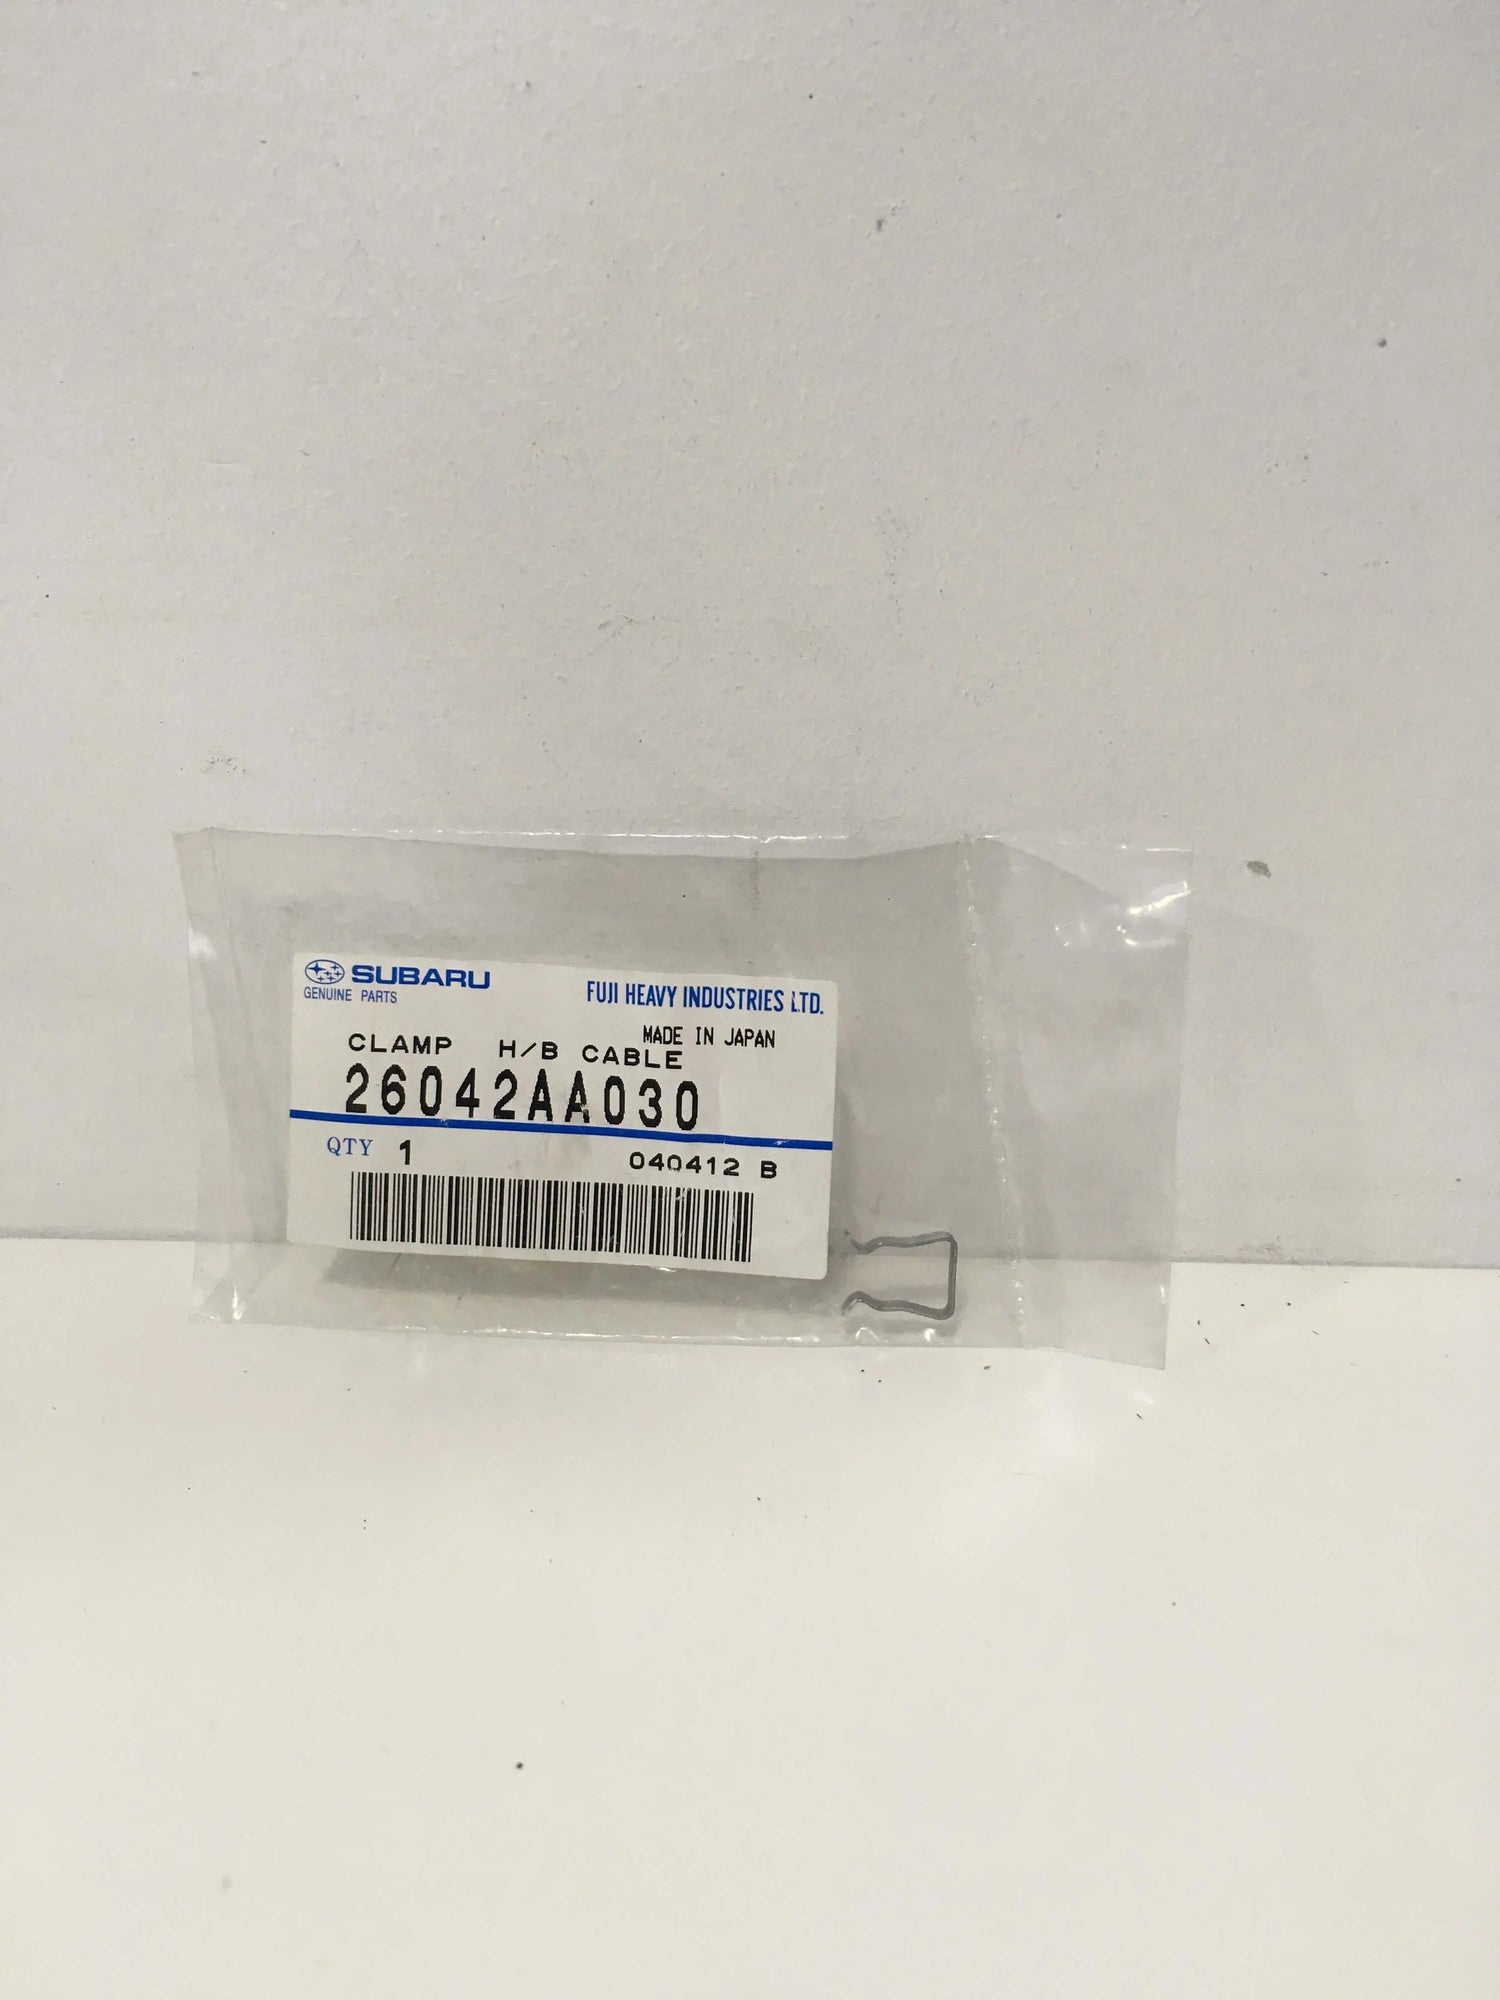 SUBARU
GENUINE PARTS
FUJI HEAVY INDUSTRIES LTD.
MADE IN JAPAN
CLAMP H/B CABLE
26042AA030
QTY 1
040412 B